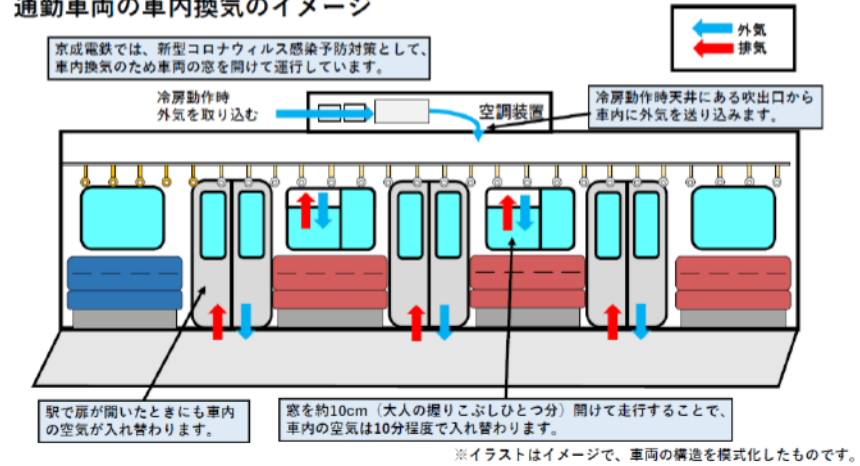 通勤車両の車内換気のイメージ
外気
排気
京成電鉄では、新型コロナウィルス感染予防対策として、
車内換気のため車両の窓を開けて運行しています。
冷房動作時
外気を取り込む
空調装置
冷房動作時天井にある吹出口から
車内に外気を送り込みます。
駅で扉が開いたときにも車内
の空気が入れ替わります。
窓を約10cm（大人の握りこぶしひとつ分）開けて走行することで、
車内の空気は10分程度で入れ替わります。
※イラストはイメージで、車両の構造を模式化したものです。